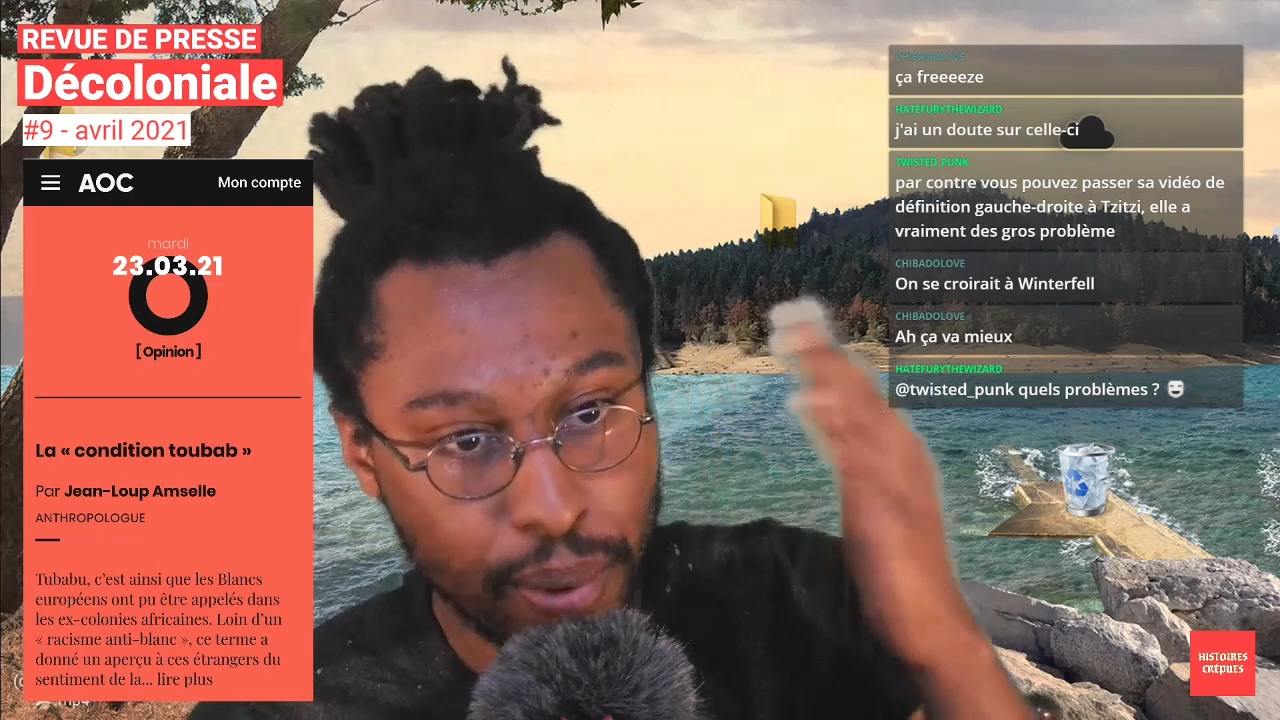 REVUE DE PRESSE
Décoloniale
#9 - avril 2021
AOC
Mon compte
mardi
23.03.21
[ Opinion ]
La « condition toubab »
Par Jean-Loup Amselle
ANTHROPOLOGUE
Tubabu, c’est ainsi que les Blancs
européens ont pu être appelés dans
les ex-colonies africaines. Loin d’un
« racisme anti-blanc », ce terme a
donné un aperçu à ces étrangers du
sentiment de la... lire plus
.mp4
CHIBADOLOVE
ça freeeeze
HATEFURYTHEWIZARD
j'ai un doute sur celle-ci
TWISTED_PUNK
par contre vous pouvez passer sa vidéo de
définition gauche-droite à Tzitzi, elle a
vraiment des gros problème
CHIBADOLOVE
On se croirait à Winterfell
CHIBADOLOVE
Ah ça va mieux
HATEFURYTHEWIZARD
@twisted_punk quels problèmes ?
HISTOIRES
CRÉPUES